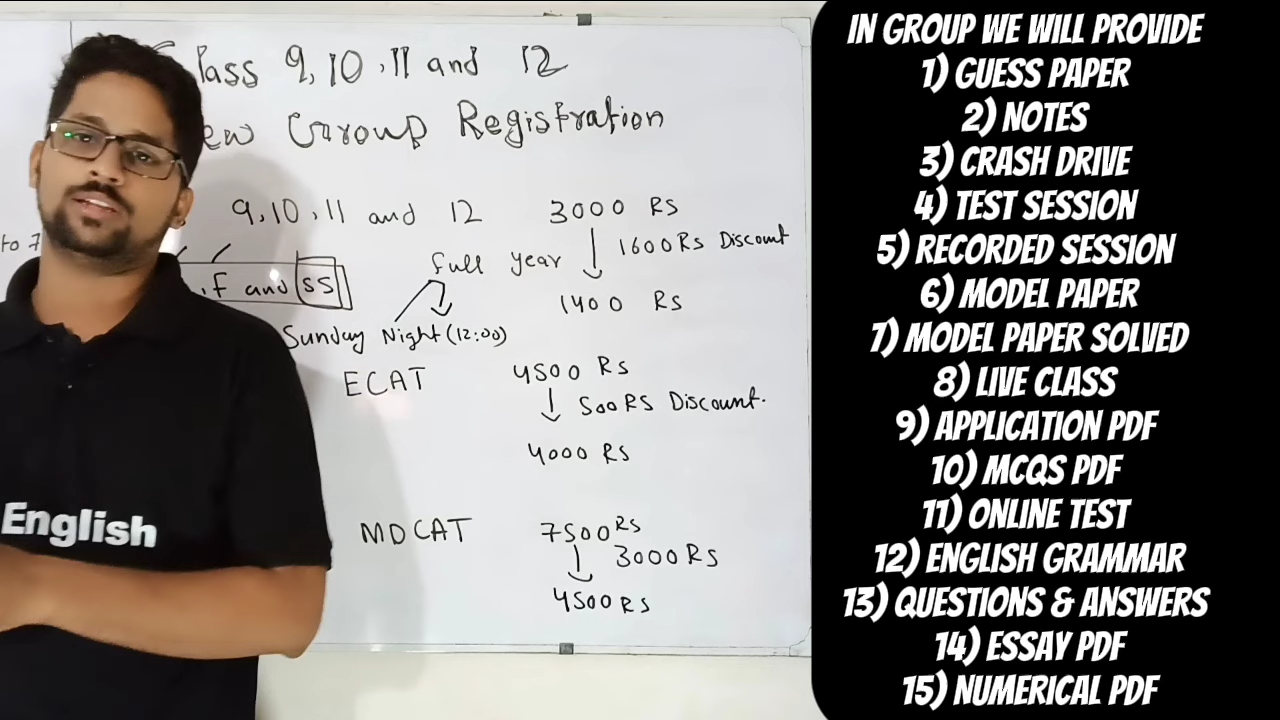 lass 9, 10, 11 and 12
ew Group Registration
9, 10, 11 and 12 3000 RS
1600 Rs Discount
to 7
full year
, F and SS
1400 RS
Sunday Night (12:00)
ECAT 4500 RS
500 RS Discount.
4000 RS
MDCAT 7500 RS
3000 RS
4500 RS
English
IN GROUP WE WILL PROVIDE
1) GUESS PAPER
2) NOTES
3) CRASH DRIVE
4) TEST SESSION
5) RECORDED SESSION
6) MODEL PAPER
7) MODEL PAPER SOLVED
8) LIVE CLASS
9) APPLICATION PDF
10) MCQS PDF
11) ONLINE TEST
12) ENGLISH GRAMMAR
13) QUESTIONS & ANSWERS
14) ESSAY PDF
15) NUMERICAL PDF